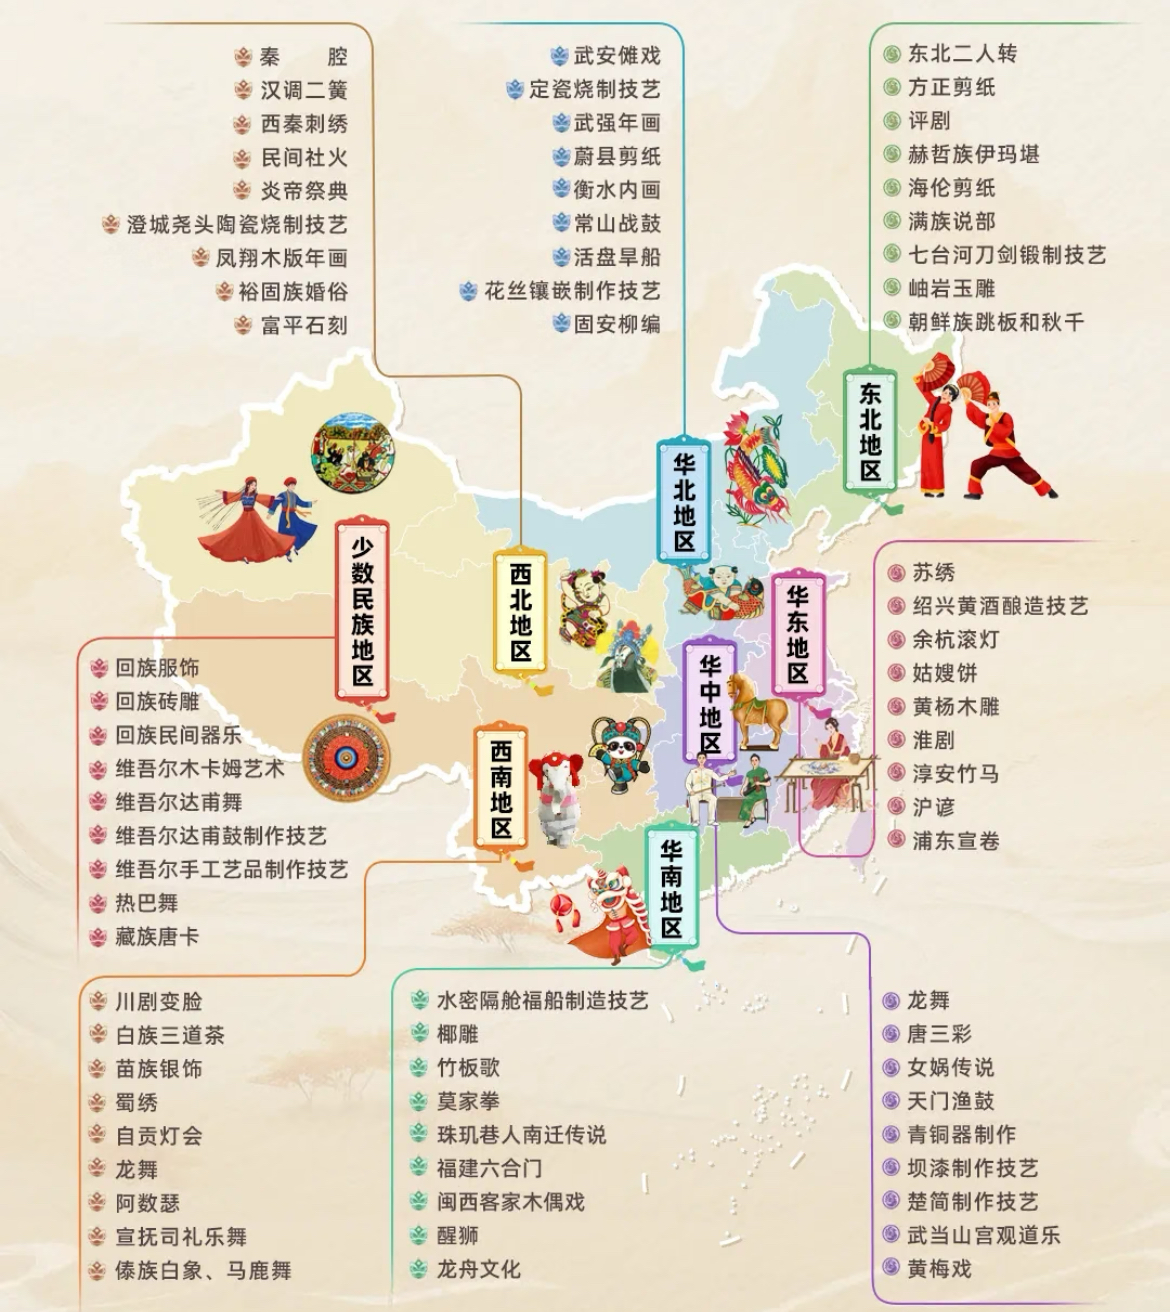 秦腔
汉调二簧
西秦刺绣
民间社火
炎帝祭典
澄城尧头陶瓷烧制技艺
凤翔木版年画
裕固族婚俗
富平石刻
武安傩戏
定瓷烧制技艺
武强年画
蔚县剪纸
衡水内画
常山战鼓
活盘旱船
花丝镶嵌制作技艺
固安柳编
东北二人转
方正剪纸
评剧
赫哲族伊玛堪
海伦剪纸
满族说部
七台河刀剑锻制技艺
岫岩玉雕
朝鲜族跳板和秋千
东北地区
华北地区
少数民族地区
西北地区
华东地区
华中地区
西南地区
华南地区
苏绣
绍兴黄酒酿造技艺
余杭滚灯
姑嫂饼
黄杨木雕
淮剧
淳安竹马
沪谚
浦东宣卷
回族服饰
回族砖雕
回族民间器乐
维吾尔木卡姆艺术
维吾尔达甫舞
维吾尔达甫鼓制作技艺
维吾尔手工艺品制作技艺
热巴舞
藏族唐卡
川剧变脸
白族三道茶
苗族银饰
蜀绣
自贡灯会
龙舞
阿数瑟
宣抚司礼乐舞
傣族白象、马鹿舞
水密隔舱福船制造技艺
椰雕
竹板歌
莫家拳
珠玑巷人南迁传说
福建六合门
闽西客家木偶戏
醒狮
龙舟文化
龙舞
唐三彩
女娲传说
天门渔鼓
青铜器制作
坝漆制作技艺
楚简制作技艺
武当山宫观道乐
黄梅戏